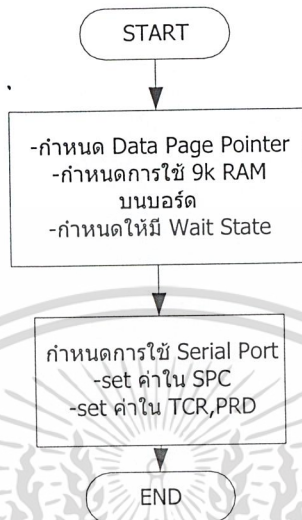 START
-กำหนด Data Page Pointer
-กำหนดการใช้ 9k RAM
บนบอร์ด
-กำหนดให้มี Wait State
กำหนดการใช้ Serial Port
-set ค่าใน SPC
-set ค่าใน TCR,PRD
END